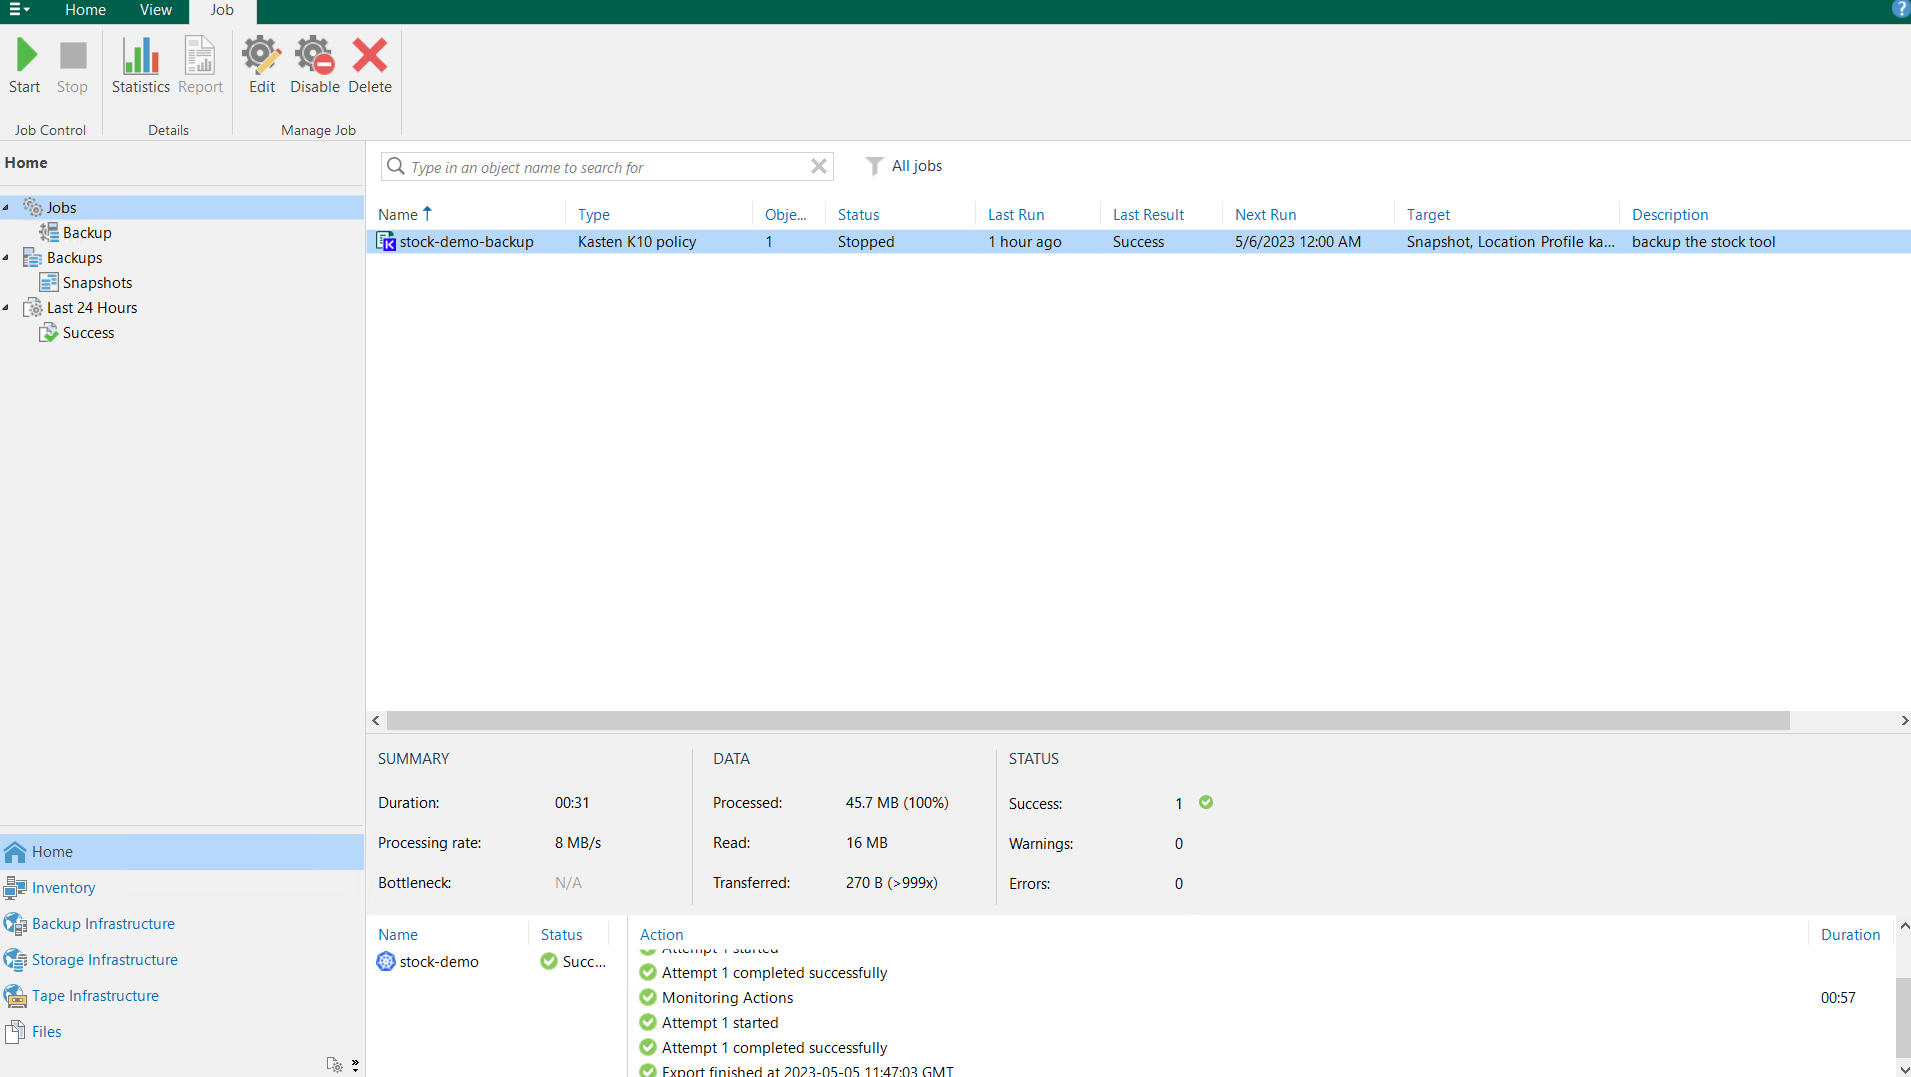 Home View Job ?
Start Stop Statistics Report Edit Disable Delete
Job Control Details Manage Job
Home
Type in an object name to search for
All jobs
Jobs
Backup
Backups
Snapshots
Last 24 Hours
Success
Name Type Obje... Status Last Run Last Result Next Run Target Description
stock-demo-backup Kasten K10 policy 1 Stopped 1 hour ago Success 5/6/2023 12:00 AM Snapshot, Location Profile ka... backup the stock tool
SUMMARY DATA STATUS
Duration: 00:31 Processed: 45.7 MB (100%) Success: 1
Processing rate: 8 MB/s Read: 16 MB Warnings: 0
Bottleneck: N/A Transferred: 270 B (>999x) Errors: 0
Home
Inventory
Backup Infrastructure
Storage Infrastructure
Tape Infrastructure
Files
Name Status Action Duration
stock-demo Succ...
Attempt 1 started
Attempt 1 completed successfully
Monitoring Actions 00:57
Attempt 1 started
Attempt 1 completed successfully
Export finished at 2023-05-05 11:47:03 GMT